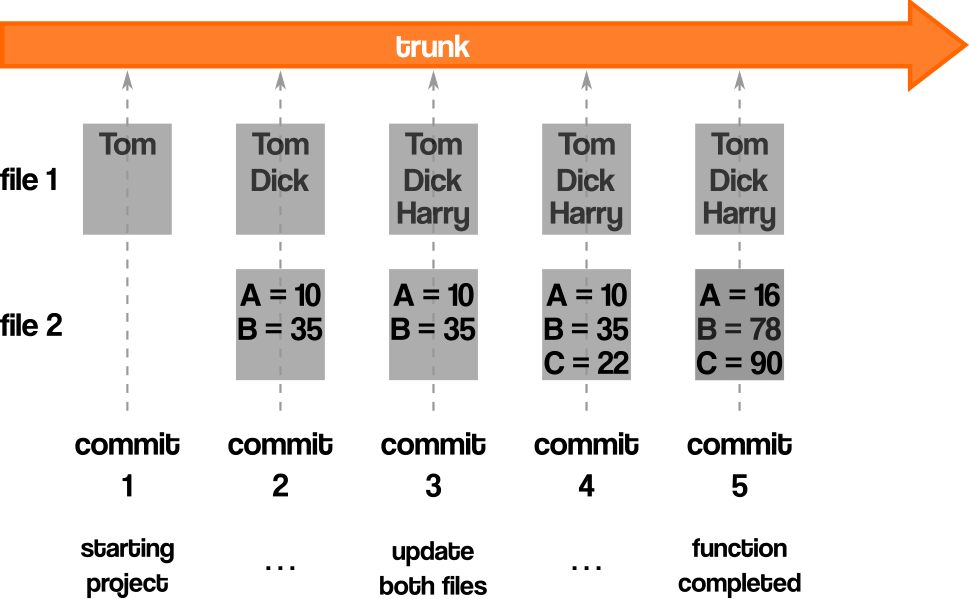 trunk
file 1
Tom
Tom
Dick
Tom
Dick
Harry
Tom
Dick
Harry
Tom
Dick
Harry
file 2
A = 10
B = 35
A = 10
B = 35
A = 10
B = 35
C = 22
A = 16
B = 78
C = 90
commit
1
commit
2
commit
3
commit
4
commit
5
starting
project
...
update
both files
...
function
completed